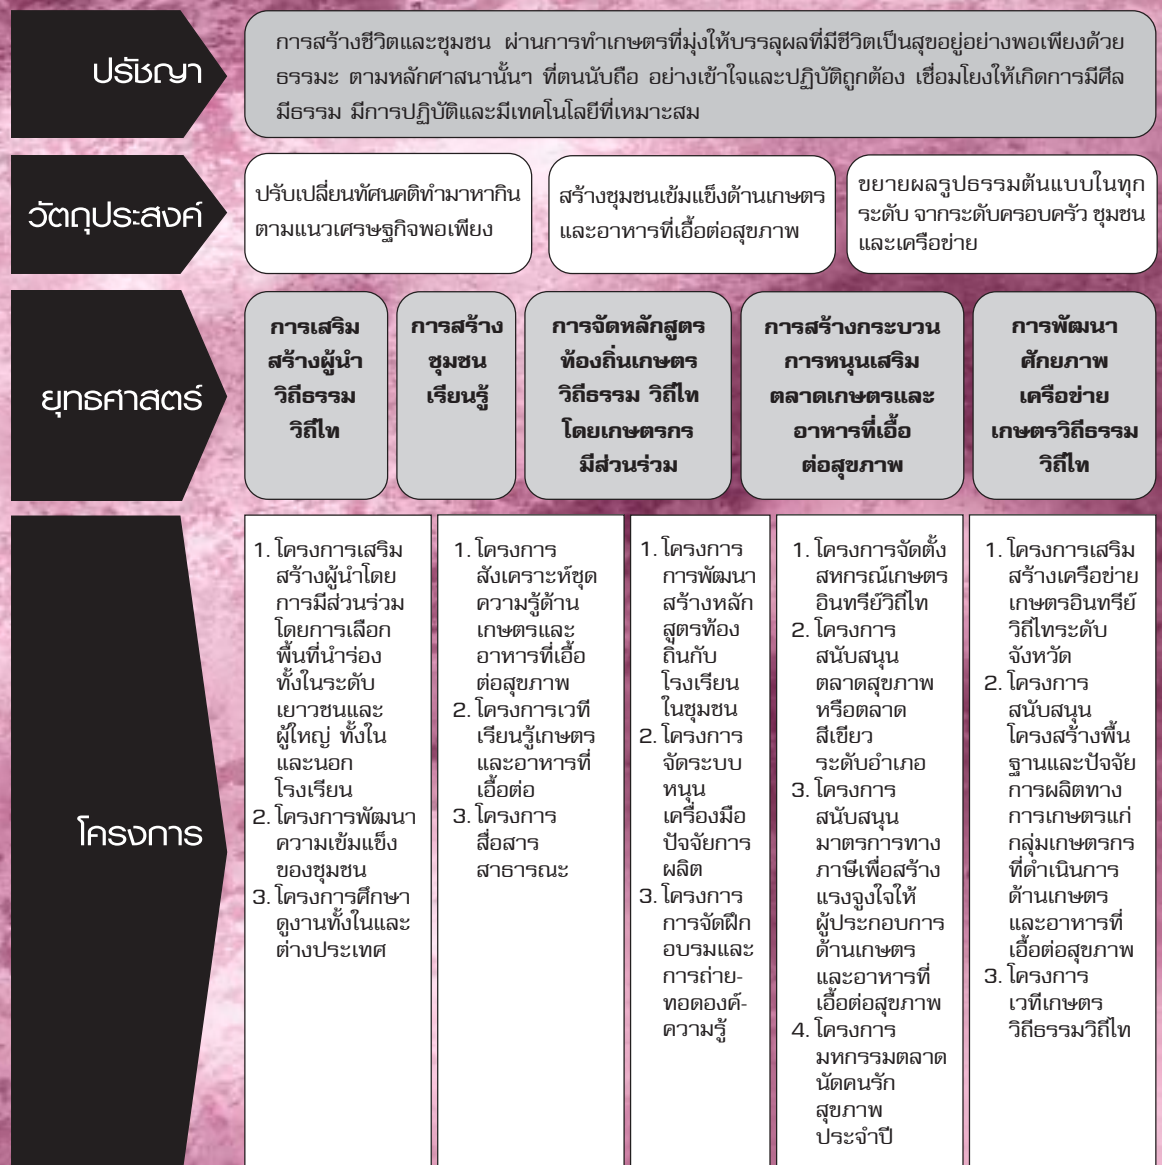 ปรัชญา
การสร้างชีวิตและชุมชน ผ่านการทำเกษตรที่มุ่งให้บรรลุผลที่มีชีวิตเป็นสุขอยู่อย่างพอเพียงด้วย
ธรรมะ ตามหลักศาสนานั้นๆ ที่ตนนับถือ อย่างเข้าใจและปฏิบัติถูกต้อง เชื่อมโยงให้เกิดการมีศีล
มีธรรม มีการปฏิบัติและมีเทคโนโลยีที่เหมาะสม
วัตถุประสงค์
ปรับเปลี่ยนทัศนคติทำมาหากิน
ตามแนวเศรษฐกิจพอเพียง
สร้างชุมชนเข้มแข็งด้านเกษตร
และอาหารที่เอื้อต่อสุขภาพ
ขยายผลรูปธรรมต้นแบบในทุก
ระดับ จากระดับครอบครัว ชุมชน
และเครือข่าย
ยุทธศาสตร์
การเสริม
สร้างผู้นำ
วิถีธรรม
วิถีไท
การสร้าง
ชุมชน
เรียนรู้
การจัดหลักสูตร
ท้องถิ่นเกษตร
วิถีธรรม วิถีไท
โดยเกษตรกร
มีส่วนร่วม
การสร้างกระบวน
การหนุนเสริม
ตลาดเกษตรและ
อาหารที่เอื้อ
ต่อสุขภาพ
การพัฒนา
ศักยภาพ
เครือข่าย
เกษตรวิถีธรรม
วิถีไท
โครงการ
1. โครงการเสริม
สร้างผู้นำโดย
การมีส่วนร่วม
โดยการเลือก
พื้นที่นำร่อง
ทั้งในระดับ
เยาวชนและ
ผู้ใหญ่ ทั้งใน
และนอก
โรงเรียน
2. โครงการพัฒนา
ความเข้มแข็ง
ของชุมชน
3. โครงการศึกษา
ดูงานทั้งในและ
ต่างประเทศ
1. โครงการ
สังเคราะห์ชุด
ความรู้ด้าน
เกษตรและ
อาหารที่เอื้อ
ต่อสุขภาพ
2. โครงการเวที
เรียนรู้เกษตร
และอาหารที่
เอื้อต่อ
3. โครงการ
สื่อสาร
สาธารณะ
1. โครงการ
การพัฒนา
สร้างหลัก
สูตรท้อง
ถิ่นกับ
โรงเรียน
ในชุมชน
2. โครงการ
จัดระบบ
หนุน
เครื่องมือ
ปัจจัยการ
ผลิต
3. โครงการ
การจัดฝึก
อบรมและ
การถ่าย-
ทอดองค์-
ความรู้
1. โครงการจัดตั้ง
สหกรณ์เกษตร
อินทรีย์วิถีไท
2. โครงการ
สนับสนุน
ตลาดสุขภาพ
หรือตลาด
สีเขียว
ระดับอำเภอ
3. โครงการ
สนับสนุน
มาตรการทาง
ภาษีเพื่อสร้าง
แรงจูงใจให้
ผู้ประกอบการ
ด้านเกษตร
และอาหารที่
เอื้อต่อสุขภาพ
4. โครงการ
มหกรรมตลาด
นัดคนรัก
สุขภาพ
ประจำปี
1. โครงการเสริม
สร้างเครือข่าย
เกษตรอินทรีย์
วิถีไทระดับ
จังหวัด
2. โครงการ
สนับสนุน
โครงสร้างพื้น
ฐานและปัจจัย
การผลิตทาง
การเกษตรแก่
กลุ่มเกษตรกร
ที่ดำเนินการ
ด้านเกษตร
และอาหารที่
เอื้อต่อสุขภาพ
3. โครงการ
เวทีเกษตร
วิถีธรรมวิถีไท